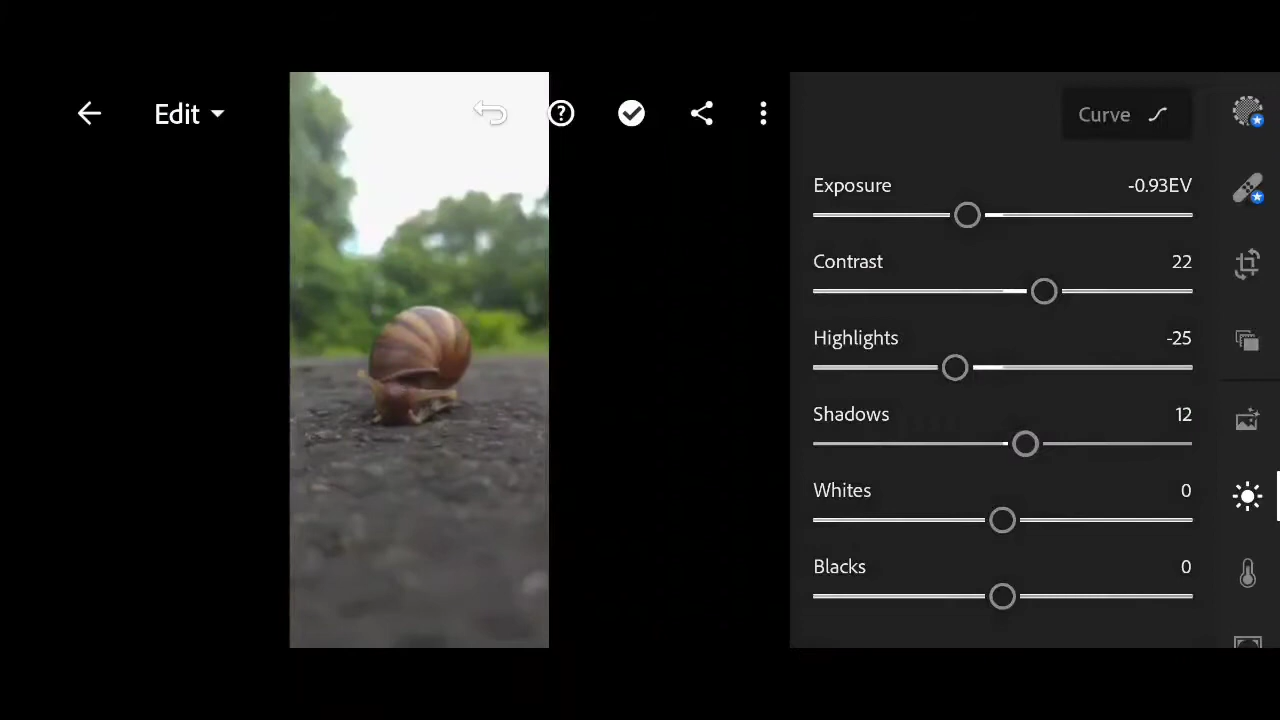 Edit
Curve
Exposure -0.93EV
Contrast 22
Highlights -25
Shadows 12
Whites 0
Blacks 0